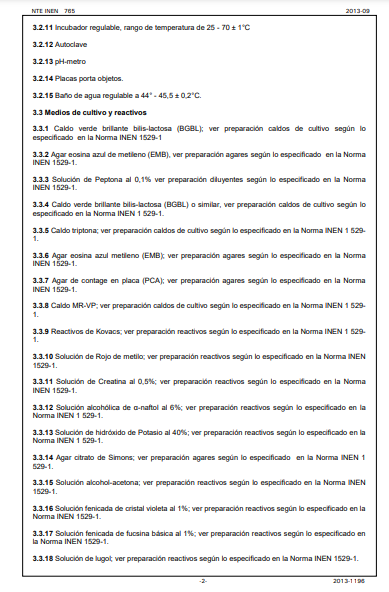 NTE INEN 765 2013-09
3.2.11 Incubador regulable, rango de temperatura de 25 - 70 ± 1°C
3.2.12 Autoclave
3.2.13 pH-metro
3.2.14 Placas porta objetos.
3.2.15 Baño de agua regulable a 44° - 45,5 ± 0,2°C.
3.3 Medios de cultivo y reactivos
3.3.1 Caldo verde brillante bilis-lactosa (BGBL); ver preparación caldos de cultivo según lo
especificado en la Norma INEN 1529-1
3.3.2 Agar eosina azul de metileno (EMB), ver preparación agares según lo especificado en la Norma
INEN 1529-1.
3.3.3 Solución de Peptona al 0,1% ver preparación diluyentes según lo especificado en la Norma
INEN 1529-1.
3.3.4 Caldo verde brillante bilis-lactosa (BGBL) o similar, ver preparación caldos de cultivo según lo
especificado en la Norma INEN 1 529-1.
3.3.5 Caldo triptona; ver preparación caldos de cultivo según lo especificado en la Norma INEN 1 529-
1.
3.3.6 Agar eosina azul metileno (EMB); ver preparación agares según lo especificado en la Norma
INEN 1529-1.
3.3.7 Agar de contage en placa (PCA); ver preparación agares según lo especificado en la Norma
INEN 1529-1.
3.3.8 Caldo MR-VP; ver preparación caldos de cultivo según lo especificado en la Norma INEN 1 529-
1.
3.3.9 Reactivos de Kovacs; ver preparación reactivos según lo especificado en la Norma INEN 1 529-
1.
3.3.10 Solución de Rojo de metilo; ver preparación reactivos según lo especificado en la Norma INEN
1529-1.
3.3.11 Solución de Creatina al 0,5%; ver preparación reactivos según lo especificado en la Norma
INEN 1529-1.
3.3.12 Solución alcohólica de α-naftol al 6%; ver preparación reactivos según lo especificado en la
Norma INEN 1 529-1.
3.3.13 Solución de hidróxido de Potasio al 40%; ver preparación reactivos según lo especificado en la
Norma INEN 1 529-1.
3.3.14 Agar citrato de Simons; ver preparación agares según lo especificado en la Norma INEN 1
529-1.
3.3.15 Solución alcohol-acetona; ver preparación reactivos según lo especificado en la Norma INEN
1529-1.
3.3.16 Solución fenicada de cristal violeta al 1%; ver preparación reactivos según lo especificado en la
Norma INEN 1529-1.
3.3.17 Solución fenicada de fucsina básica al 1%; ver preparación reactivos según lo especificado en
la Norma INEN 1529-1.
3.3.18 Solución de lugol; ver preparación reactivos según lo especificado en la Norma INEN 1529-1.
-2- 2013-1196